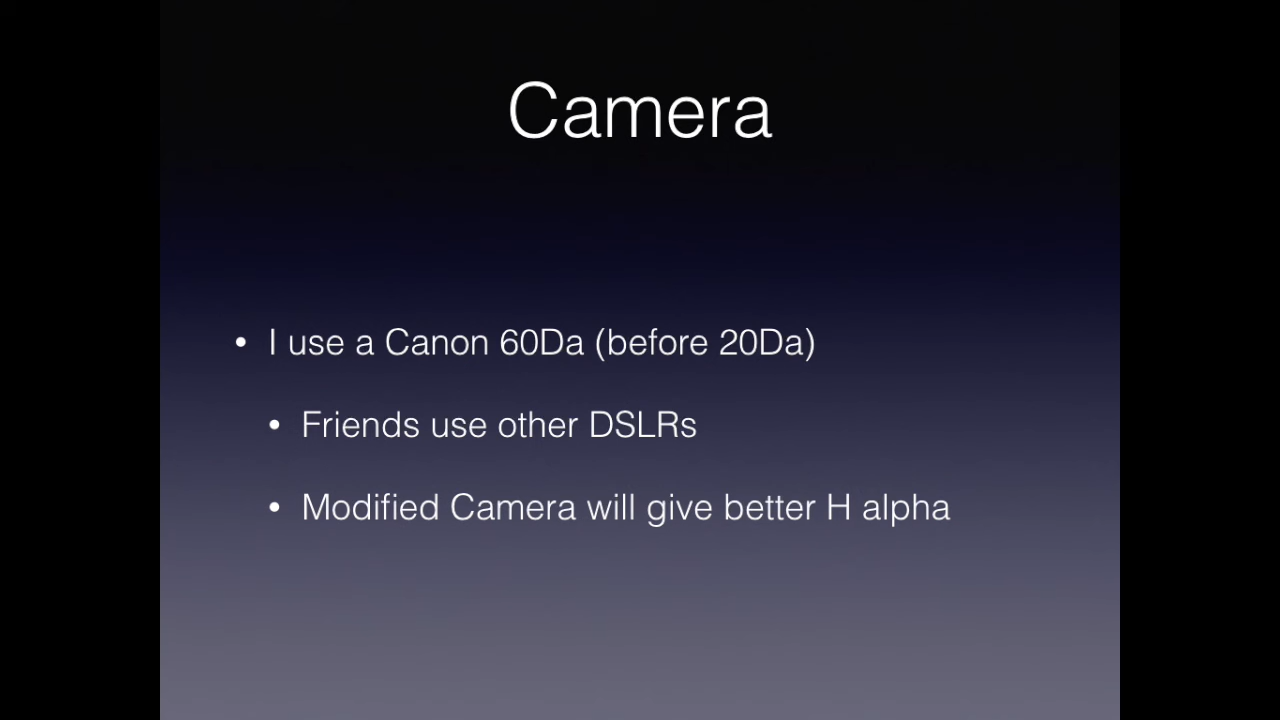 Camera
• I use a Canon 60Da (before 20Da)
• Friends use other DSLRs
• Modified Camera will give better H alpha